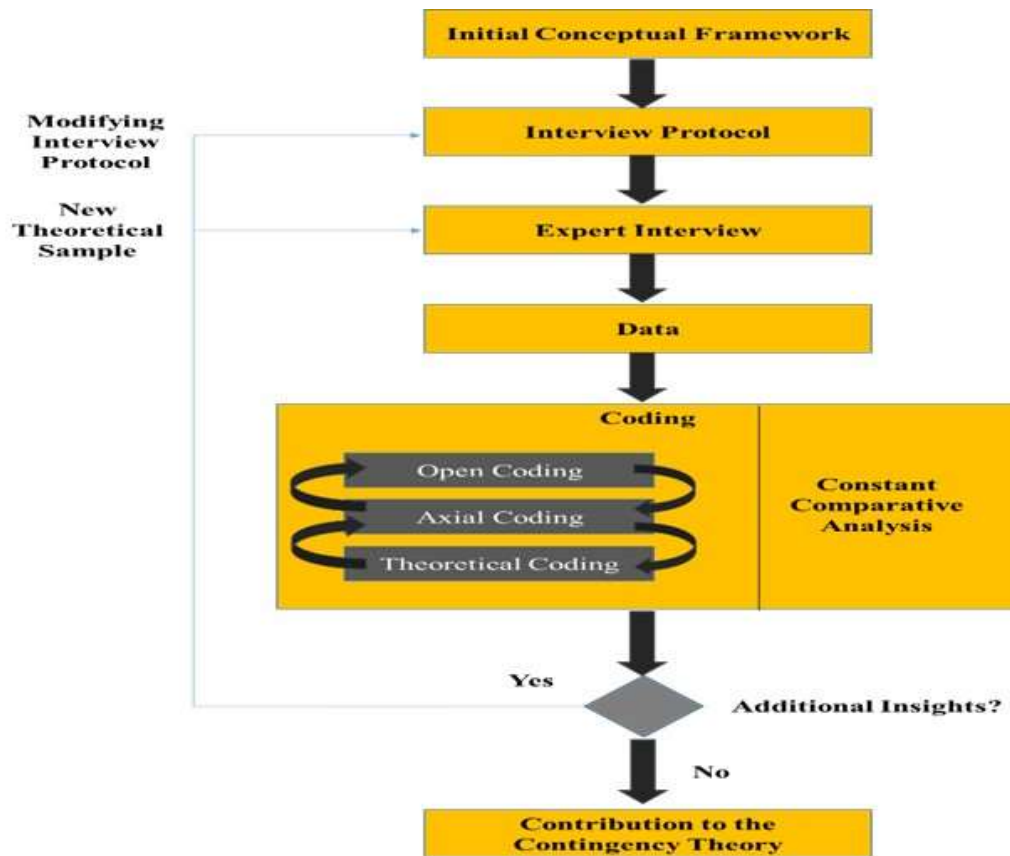 Initial Conceptual Framework
Modifying
Interview
Protocol
Interview Protocol
New
Theoretical
Sample
Expert Interview
Data
Coding
Open Coding
Axial Coding
Theoretical Coding
Constant
Comparative
Analysis
Yes
Additional Insights?
No
Contribution to the
Contingency Theory